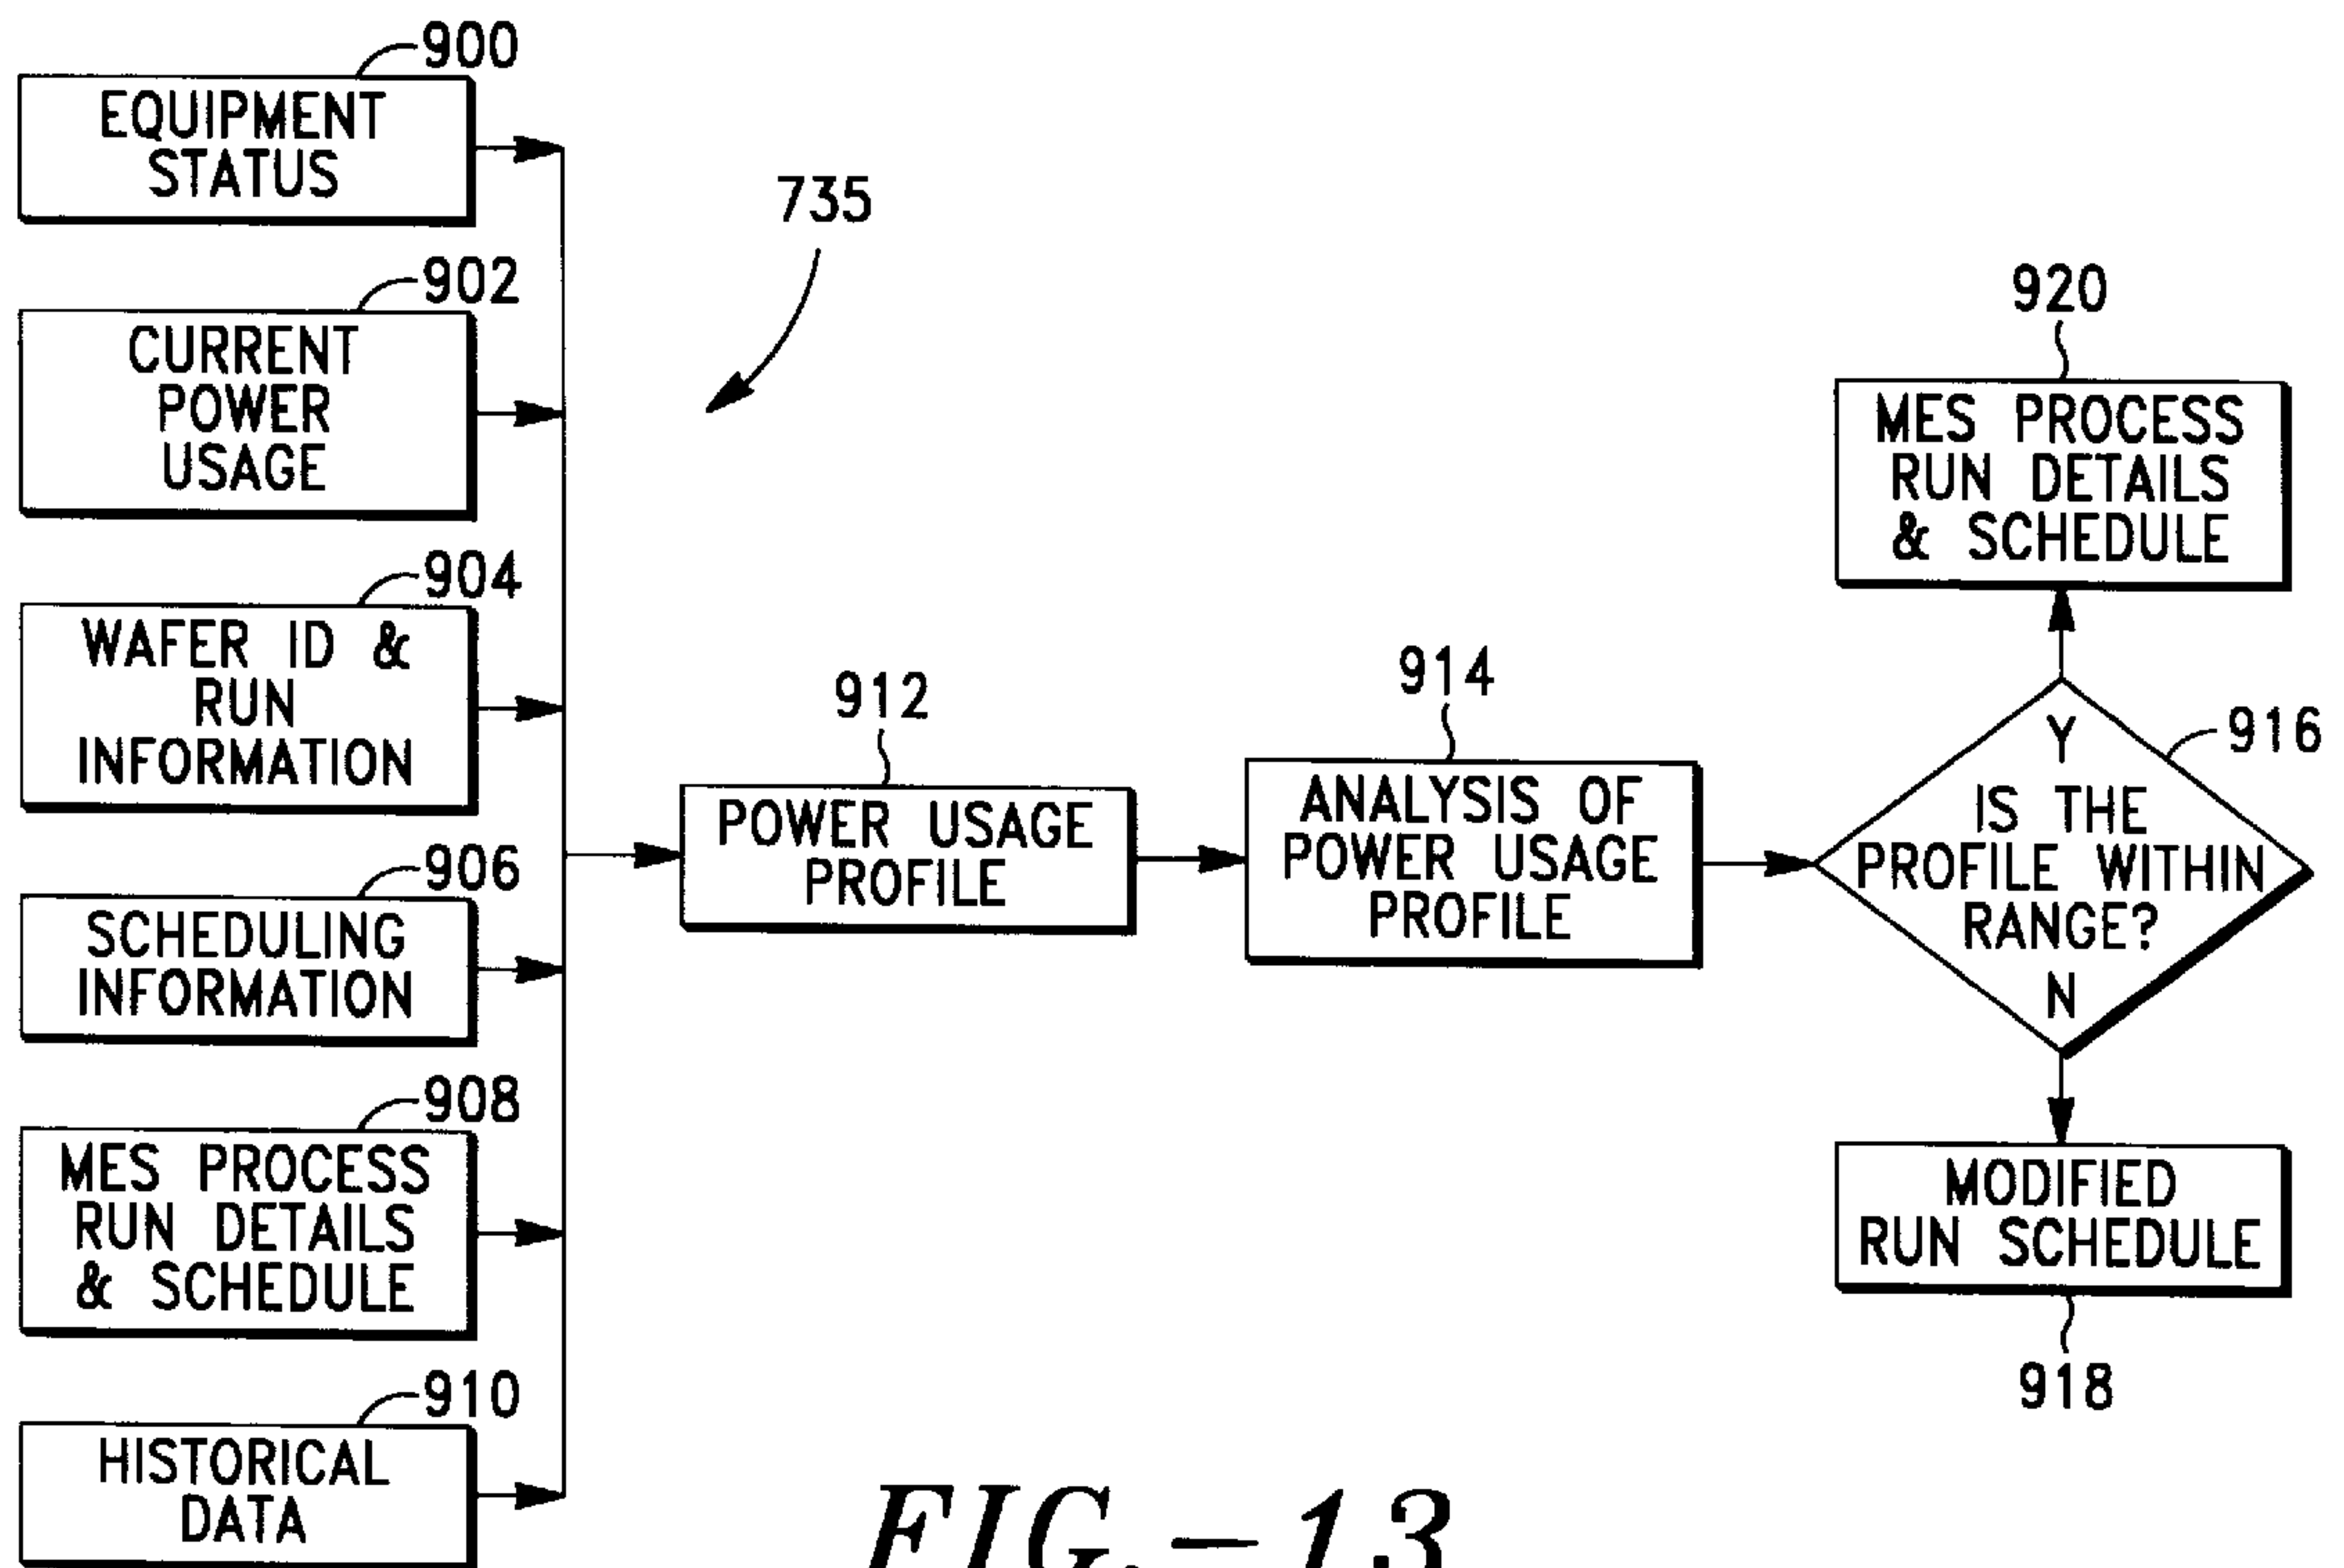 900
EQUIPMENT
STATUS
902
CURRENT
POWER
USAGE
904
WAFER ID &
RUN
INFORMATION
906
SCHEDULING
INFORMATION
908
MES PROCESS
RUN DETAILS
& SCHEDULE
910
HISTORICAL
DATA
735
912
POWER USAGE
PROFILE
914
ANALYSIS OF
POWER USAGE
PROFILE
916
Y
IS THE
PROFILE WITHIN
RANGE?
N
920
MES PROCESS
RUN DETAILS
& SCHEDULE
MODIFIED
RUN SCHEDULE
918
FIG.-13